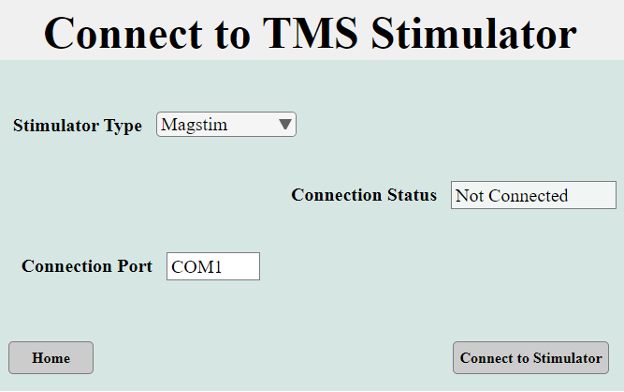 Connect to TMS Stimulator
Stimulator Type Magstim
Connection Status Not Connected
Connection Port COM1
Home Connect to Stimulator